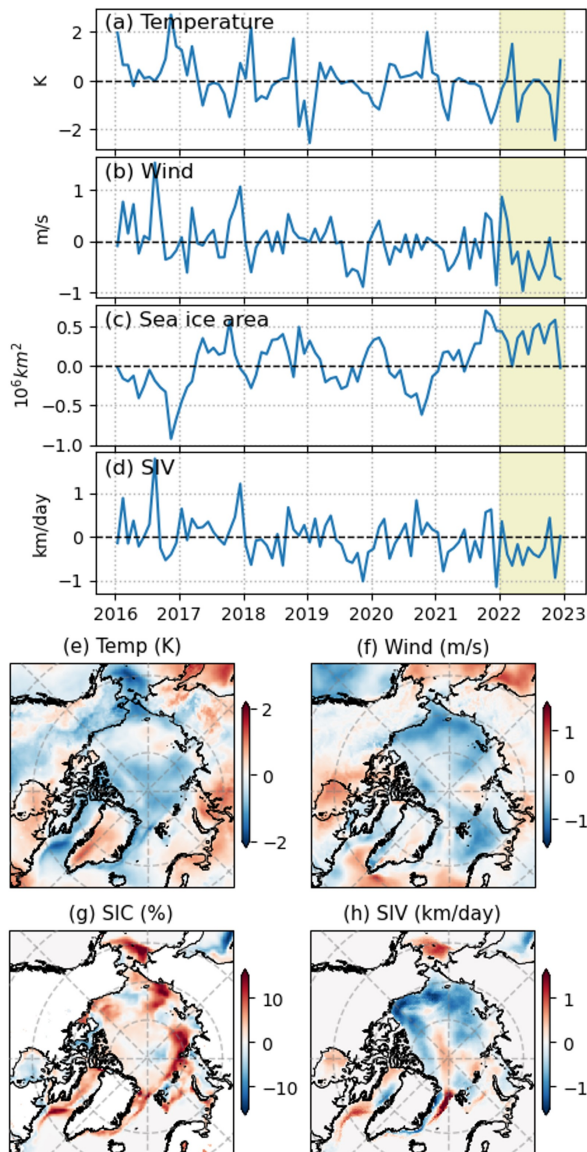 (a) Temperature
2
0
−2
K
(b) Wind
1
0
−1
m/s
(c) Sea ice area
0.5
0.0
−0.5
−1.0
10⁶km²
(d) SIV
1
0
−1
km/day
2016 2017 2018 2019 2020 2021 2022 2023
(e) Temp (K) (f) Wind (m/s)
2
0
−2
1
0
−1
(g) SIC (%) (h) SIV (km/day)
10
0
−10
1
0
−1